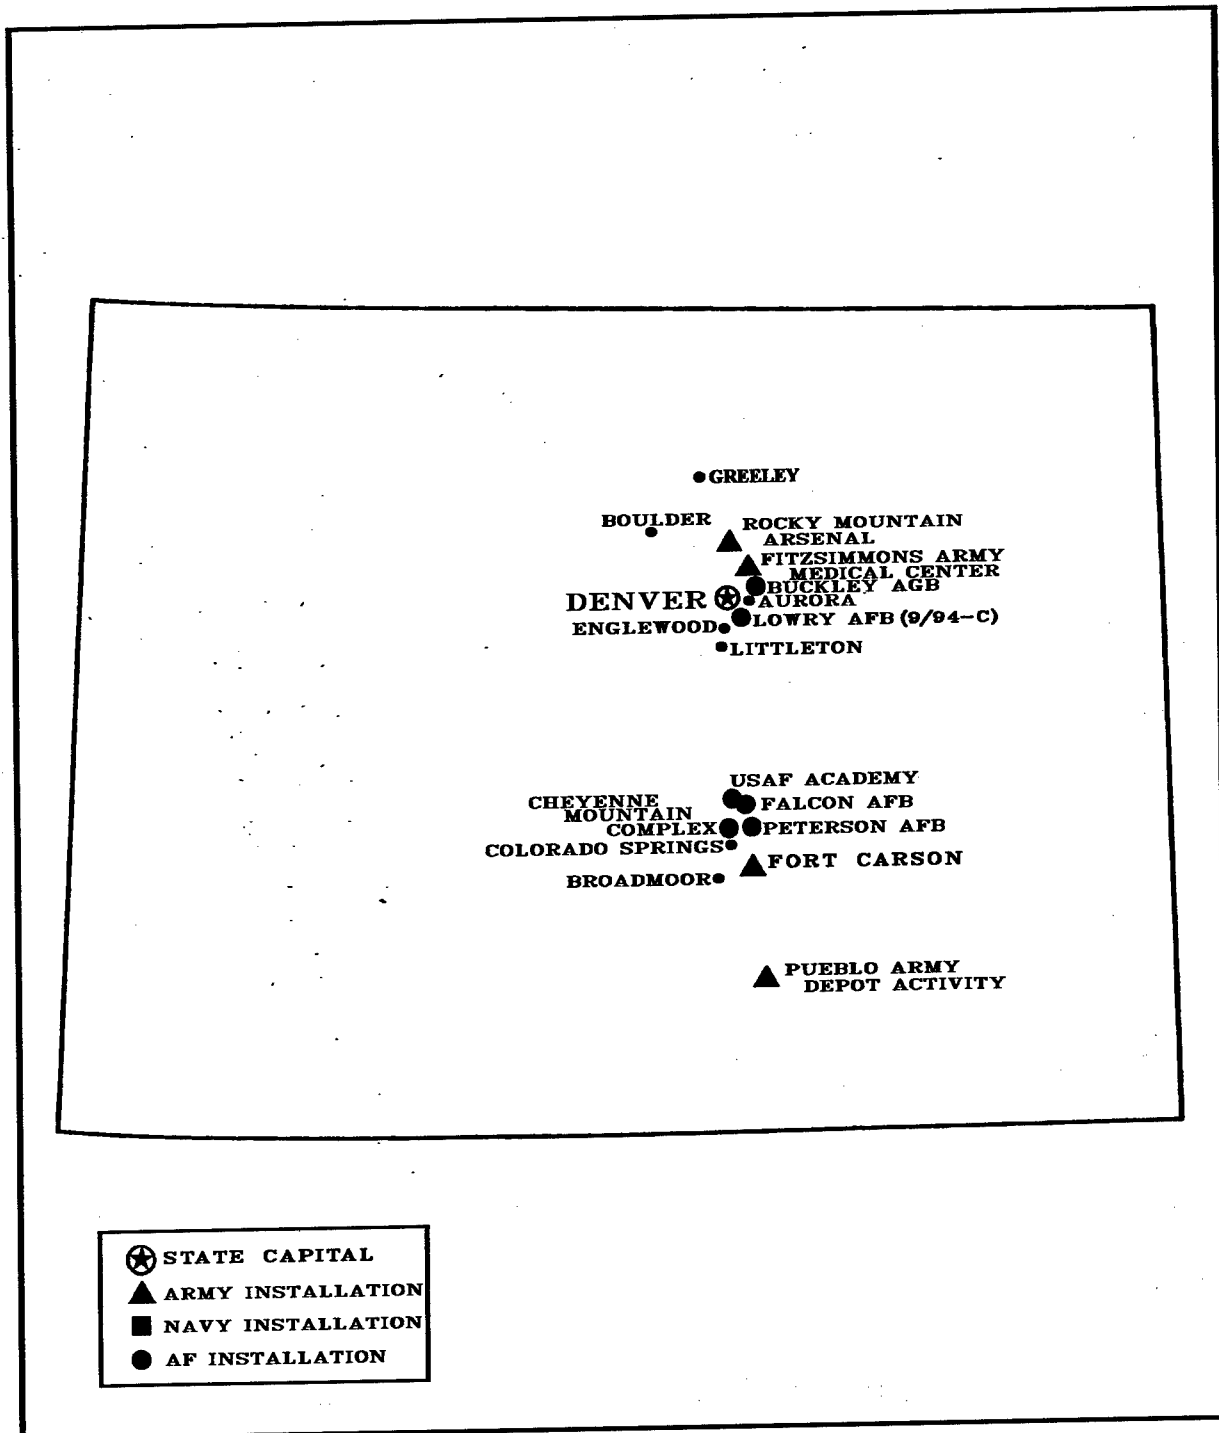 GREELEY
BOULDER
ROCKY MOUNTAIN
ARSENAL
FITZSIMMONS ARMY
MEDICAL CENTER
BUCKLEY AGB
DENVER
AURORA
LOWRY AFB (9/94-C)
ENGLEWOOD
LITTLETON
USAF ACADEMY
CHEYENNE
MOUNTAIN
COMPLEX
FALCON AFB
PETERSON AFB
COLORADO SPRINGS
FORT CARSON
BROADMOOR
PUEBLO ARMY
DEPOT ACTIVITY
STATE CAPITAL
ARMY INSTALLATION
NAVY INSTALLATION
AF INSTALLATION